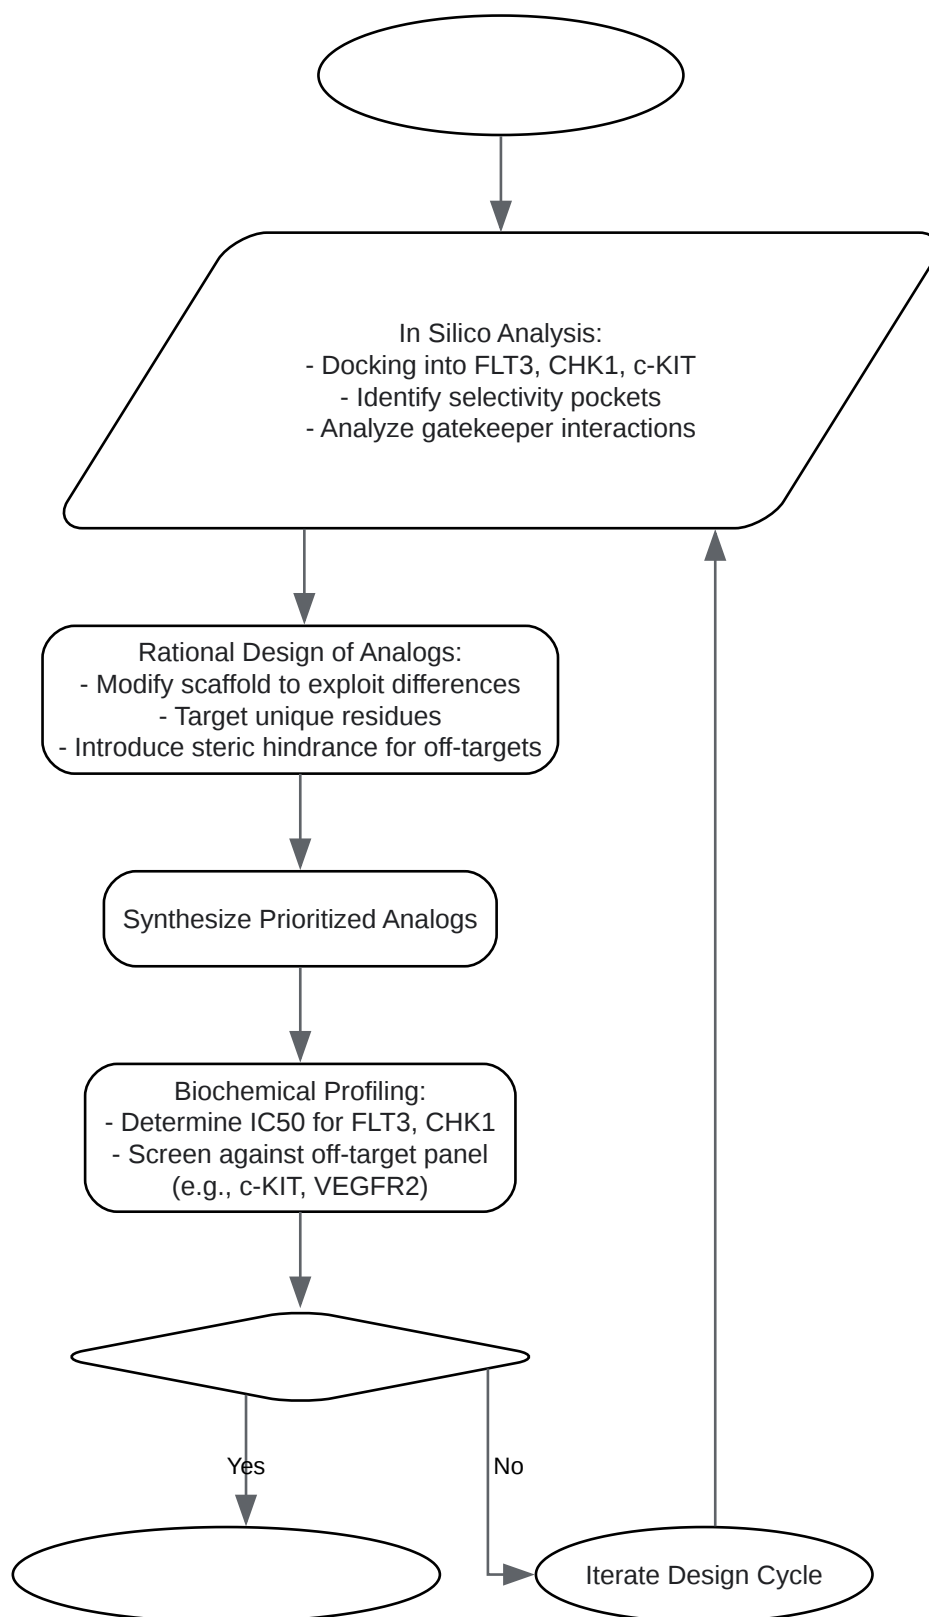 In Silico Analysis:
- Docking into FLT3, CHK1, c-KIT
- Identify selectivity pockets
- Analyze gatekeeper interactions
Rational Design of Analogs:
- Modify scaffold to exploit differences
- Target unique residues
- Introduce steric hindrance for off-targets
Synthesize Prioritized Analogs
Biochemical Profiling:
- Determine IC50 for FLT3, CHK1
- Screen against off-target panel
(e.g., c-KIT, VEGFR2)
Yes
No
Iterate Design Cycle